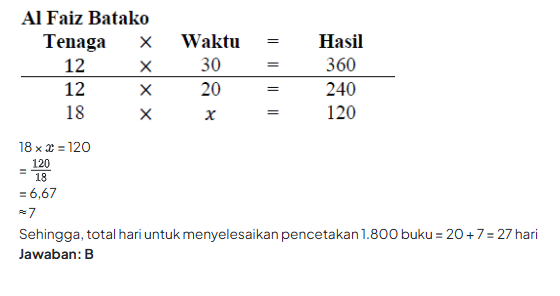 Al Faiz Batako
Tenaga × Waktu = Hasil
12 × 30 = 360
12 × 20 = 240
18 × x = 120
18 × x = 120
= 120/18
= 6,67
≈ 7
Sehingga, total hari untuk menyelesaikan pencetakan 1.800 buku = 20 + 7 = 27 hari
Jawaban: B